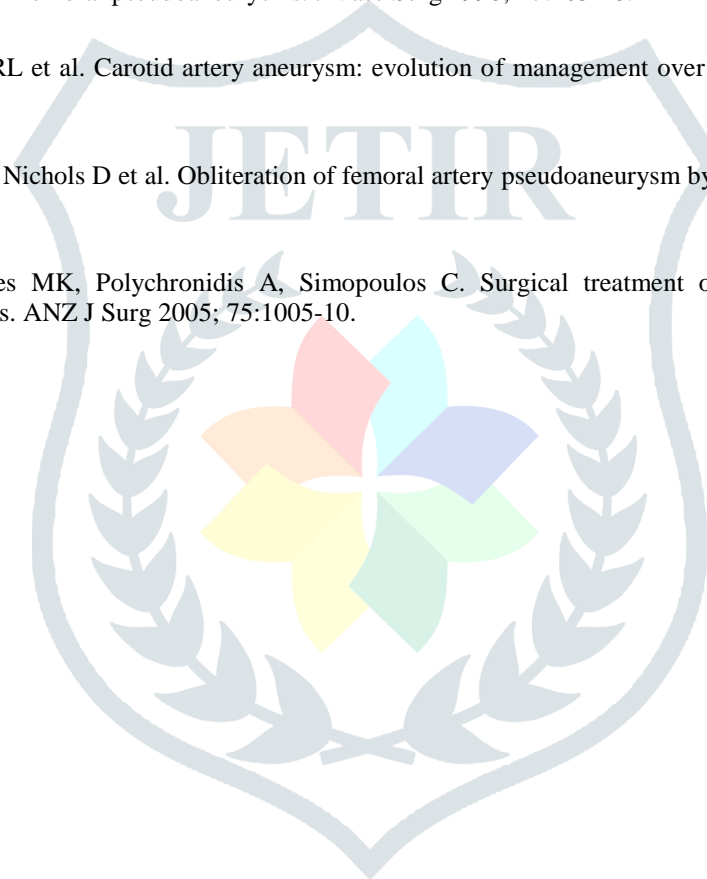 RL et al. Carotid artery aneurysm: evolution of management over
JETIR
Nichols D et al. Obliteration of femoral artery pseudoaneurysm by
es MK, Polychronidis A, Simopoulos C. Surgical treatment
s. ANZ J Surg 2005; 75:1005-10.